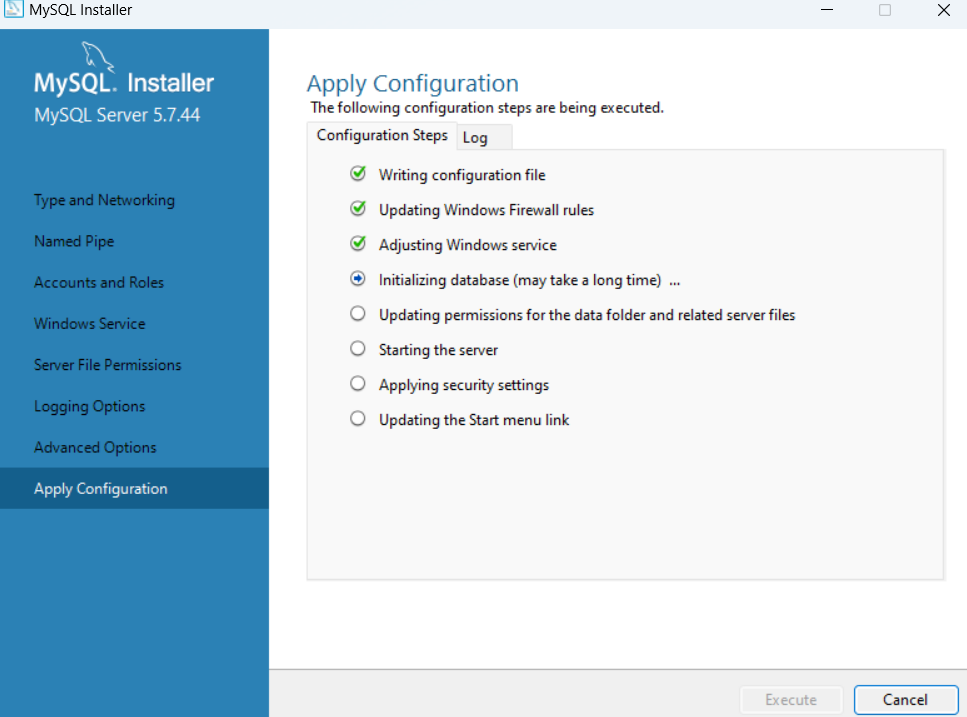 MySQL Installer
MySQL. Installer
MySQL Server 5.7.44
Type and Networking
Named Pipe
Accounts and Roles
Windows Service
Server File Permissions
Logging Options
Advanced Options
Apply Configuration
Apply Configuration
The following configuration steps are being executed.
Configuration Steps Log
Writing configuration file
Updating Windows Firewall rules
Adjusting Windows service
Initializing database (may take a long time) ...
Updating permissions for the data folder and related server files
Starting the server
Applying security settings
Updating the Start menu link
Execute Cancel